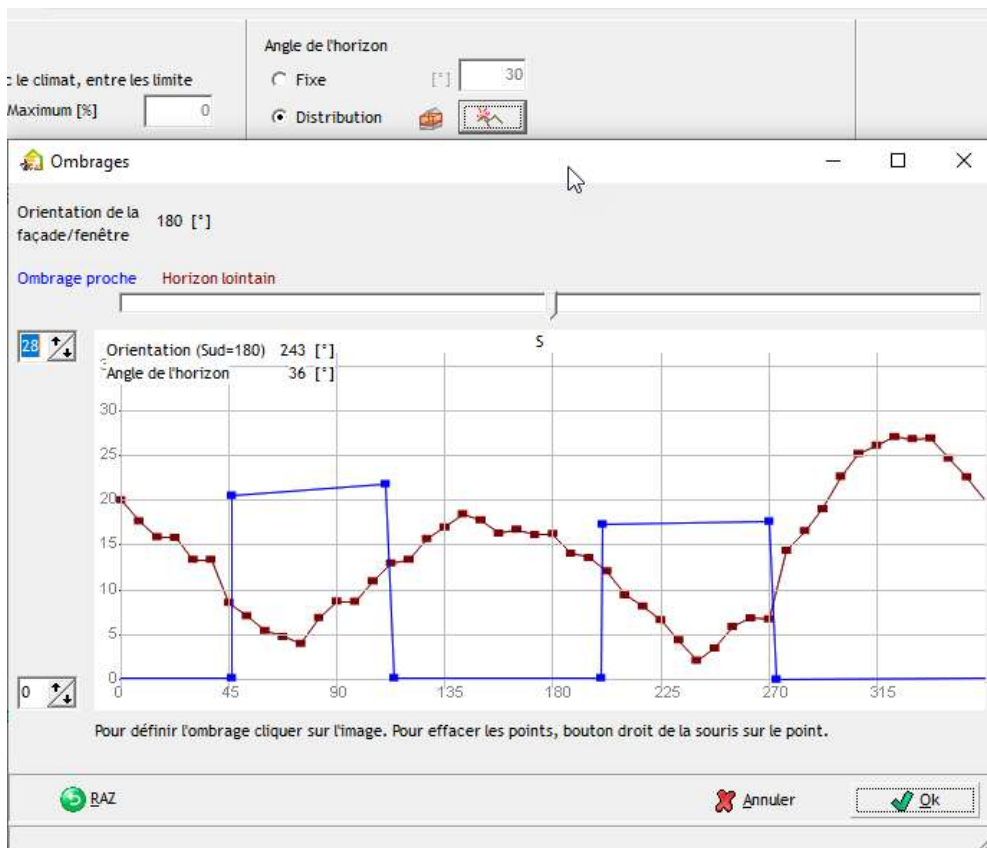 Angle de l'horizon
c le climat, entre les limite
Fixe [°] 30
Maximum [%] 0
Distribution
Ombrages
Orientation de la
façade/fenêtre
180 [°]
Ombrage proche Horizon lointain
28
S
Orientation (Sud=180) 243 [°]
Angle de l'horizon 36 [°]
30
25
20
15
10
5
0
0
0 45 90 135 180 225 270 315
Pour définir l'ombrage cliquer sur l'image. Pour effacer les points, bouton droit de la souris sur le point.
RAZ Annuler Ok